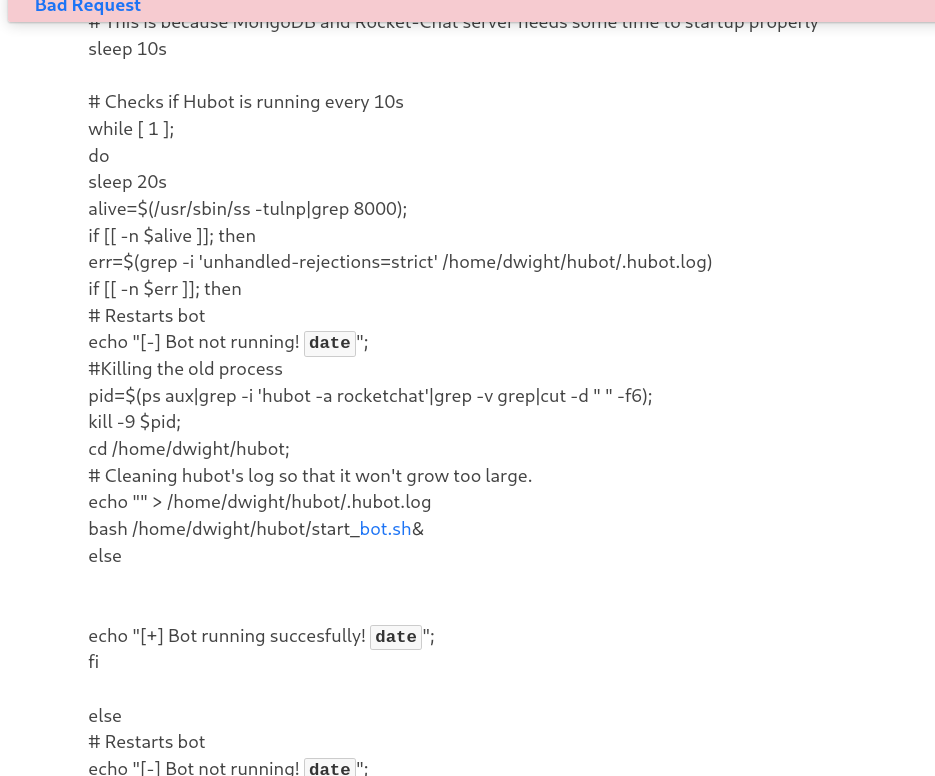 Bad Request
# This is because MongoDB and Rocket-Chat server needs some time to startup properly
sleep 10s
# Checks if Hubot is running every 10s
while [ 1 ];
do
sleep 20s
alive=$(/usr/sbin/ss -tulnp|grep 8000);
if [[ -n $alive ]]; then
err=$(grep -i 'unhandled-rejections=strict' /home/dwight/hubot/.hubot.log)
if [[ -n $err ]]; then
# Restarts bot
echo "[-] Bot not running! date";
#Killing the old process
pid=$(ps aux|grep -i 'hubot -a rocketchat'|grep -v grep|cut -d " " -f6);
kill -9 $pid;
cd /home/dwight/hubot;
# Cleaning hubot's log so that it won't grow too large.
echo "" > /home/dwight/hubot/.hubot.log
bash /home/dwight/hubot/start_bot.sh&
else
echo "[+] Bot running succesfully! date";
fi
else
# Restarts bot
echo "[-] Bot not running! date";